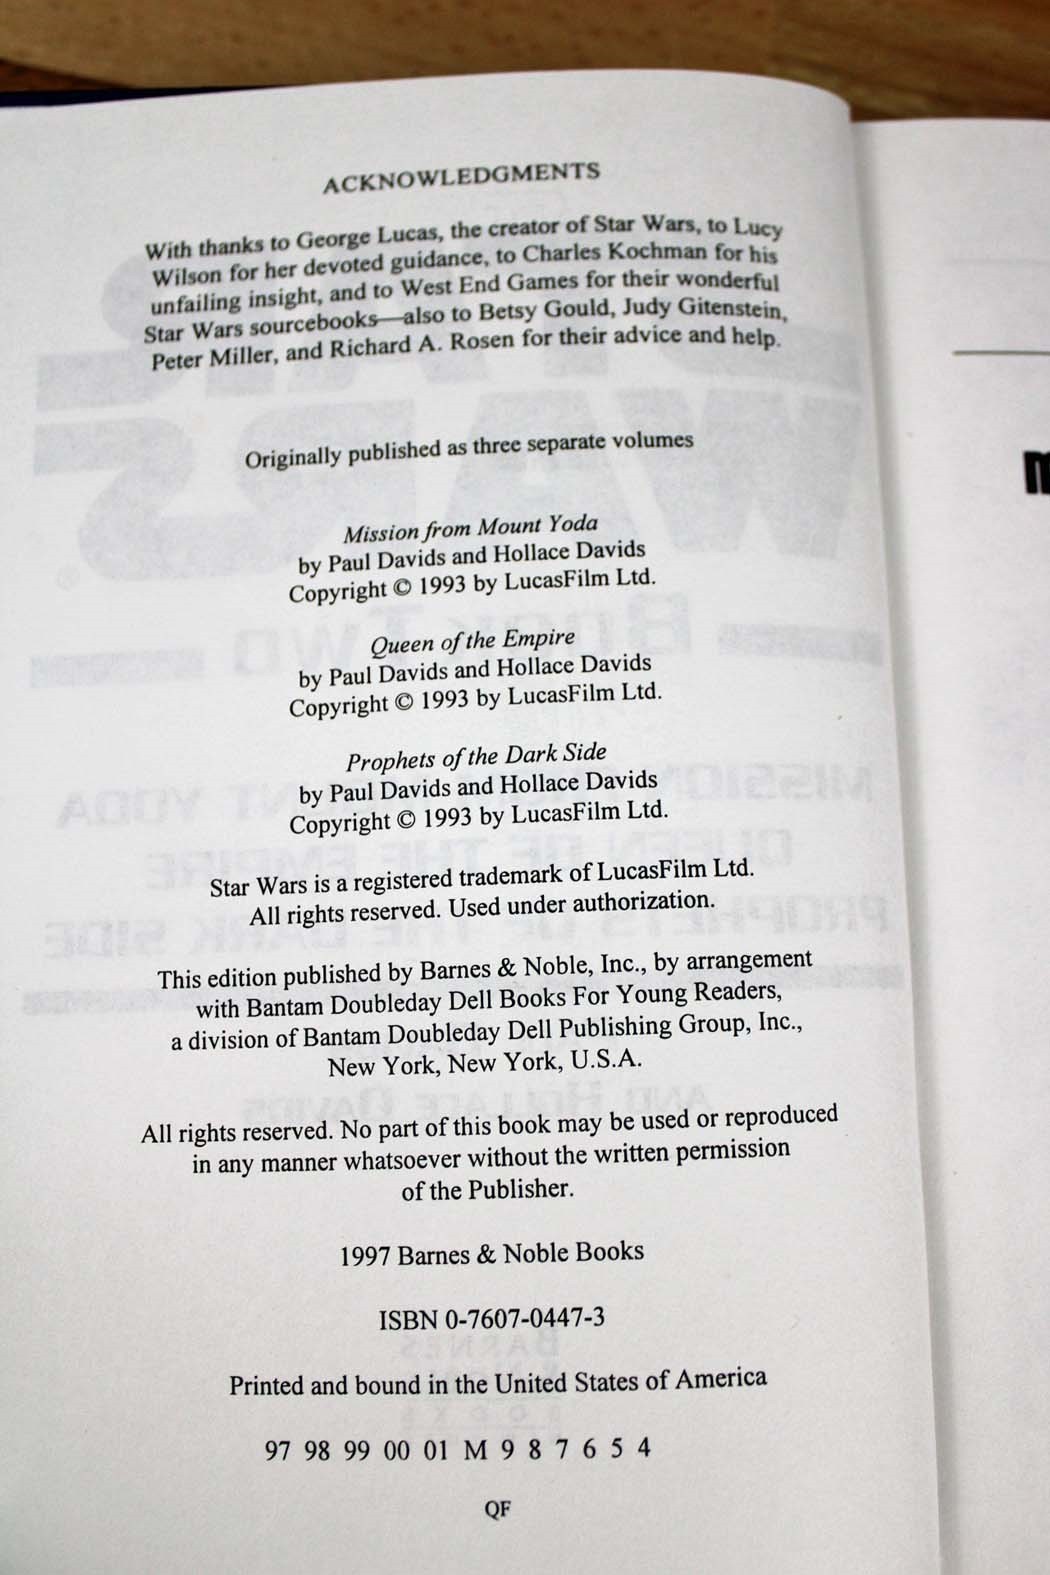 ACKNOWLEDGMENTS
With thanks to George Lucas, the creator of Star Wars, to Lucy
Wilson for her devoted guidance, to Charles Kochman for his
unfailing insight, and to West End Games for their wonderful
Star Wars sourcebooks—also to Betsy Gould, Judy Gitenstein,
Peter Miller, and Richard A. Rosen for their advice and help.
Originally published as three separate volumes
Mission from Mount Yoda
by Paul Davids and Hollace Davids
Copyright © 1993 by LucasFilm Ltd.
Queen of the Empire
by Paul Davids and Hollace Davids
Copyright © 1993 by LucasFilm Ltd.
Prophets of the Dark Side
by Paul Davids and Hollace Davids
Copyright © 1993 by LucasFilm Ltd.
Star Wars is a registered trademark of LucasFilm Ltd.
All rights reserved. Used under authorization.
This edition published by Barnes & Noble, Inc., by arrangement
with Bantam Doubleday Dell Books For Young Readers,
a division of Bantam Doubleday Dell Publishing Group, Inc.,
New York, New York, U.S.A.
All rights reserved. No part of this book may be used or reproduced
in any manner whatsoever without the written permission
of the Publisher.
1997 Barnes & Noble Books
ISBN 0-7607-0447-3
Printed and bound in the United States of America
97 98 99 00 01 M 9 8 7 6 5 4
QF